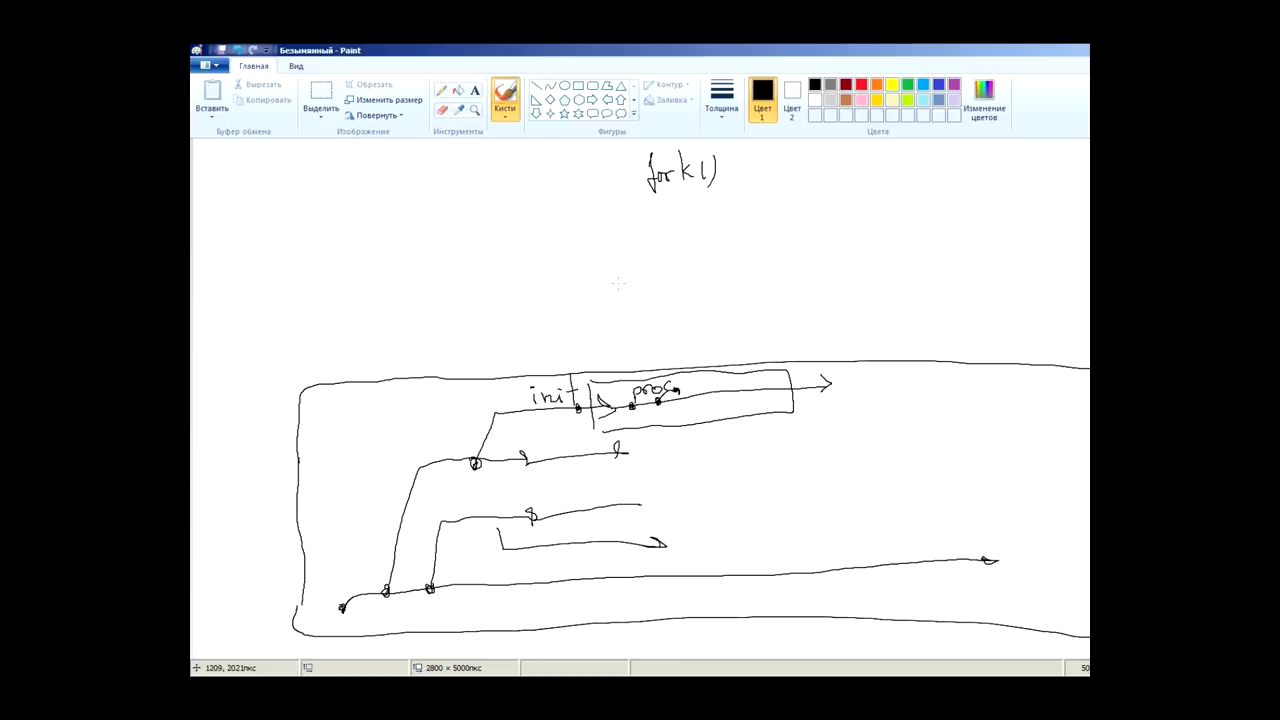 Безымянный - Paint
Главная Вид
Вставить
Вырезать
Копировать
Буфер обмена
Выделить
Обрезать
Изменить размер
Повернуть
Изображение
A
Инструменты
Кисти
Контур
Заливка
Фигуры
Толщина
Цвет 1
Цвет 2
Изменение цветов
Цвета
fork()
init proc
1209, 2021пкс
2800 × 5000пкс
50